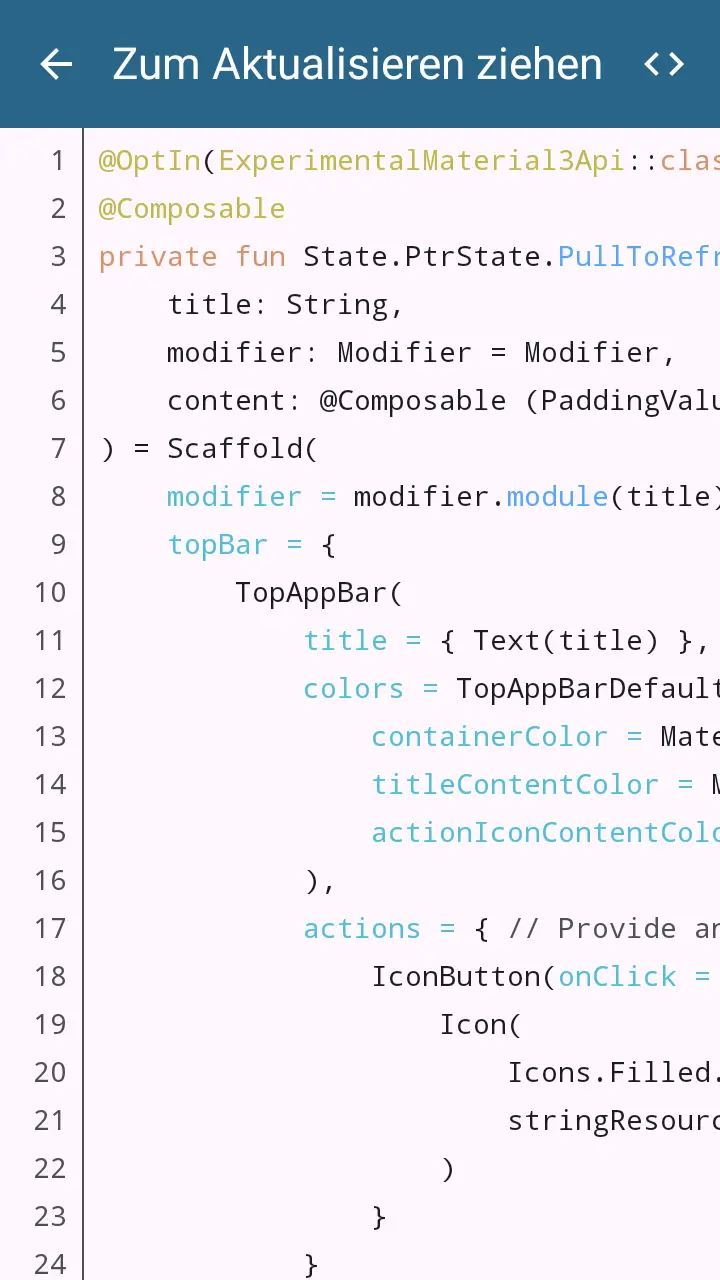 Zum Aktualisieren ziehen <>
1 @OptIn(ExperimentalMaterial3Api::clas
2 @Composable
3 private fun State.PtrState.PullToRefr
4     title: String,
5     modifier: Modifier = Modifier,
6     content: @Composable (PaddingValu
7 ) = Scaffold(
8     modifier = modifier.module(title)
9     topBar = {
10         TopAppBar(
11             title = { Text(title) },
12             colors = TopAppBarDefault
13                 containerColor = Mate
14                 titleContentColor = M
15                 actionIconContentColo
16             ),
17             actions = { // Provide an
18                 IconButton(onClick =
19                     Icon(
20                         Icons.Filled.
21                         stringResourc
22                     )
23                 }
24             }